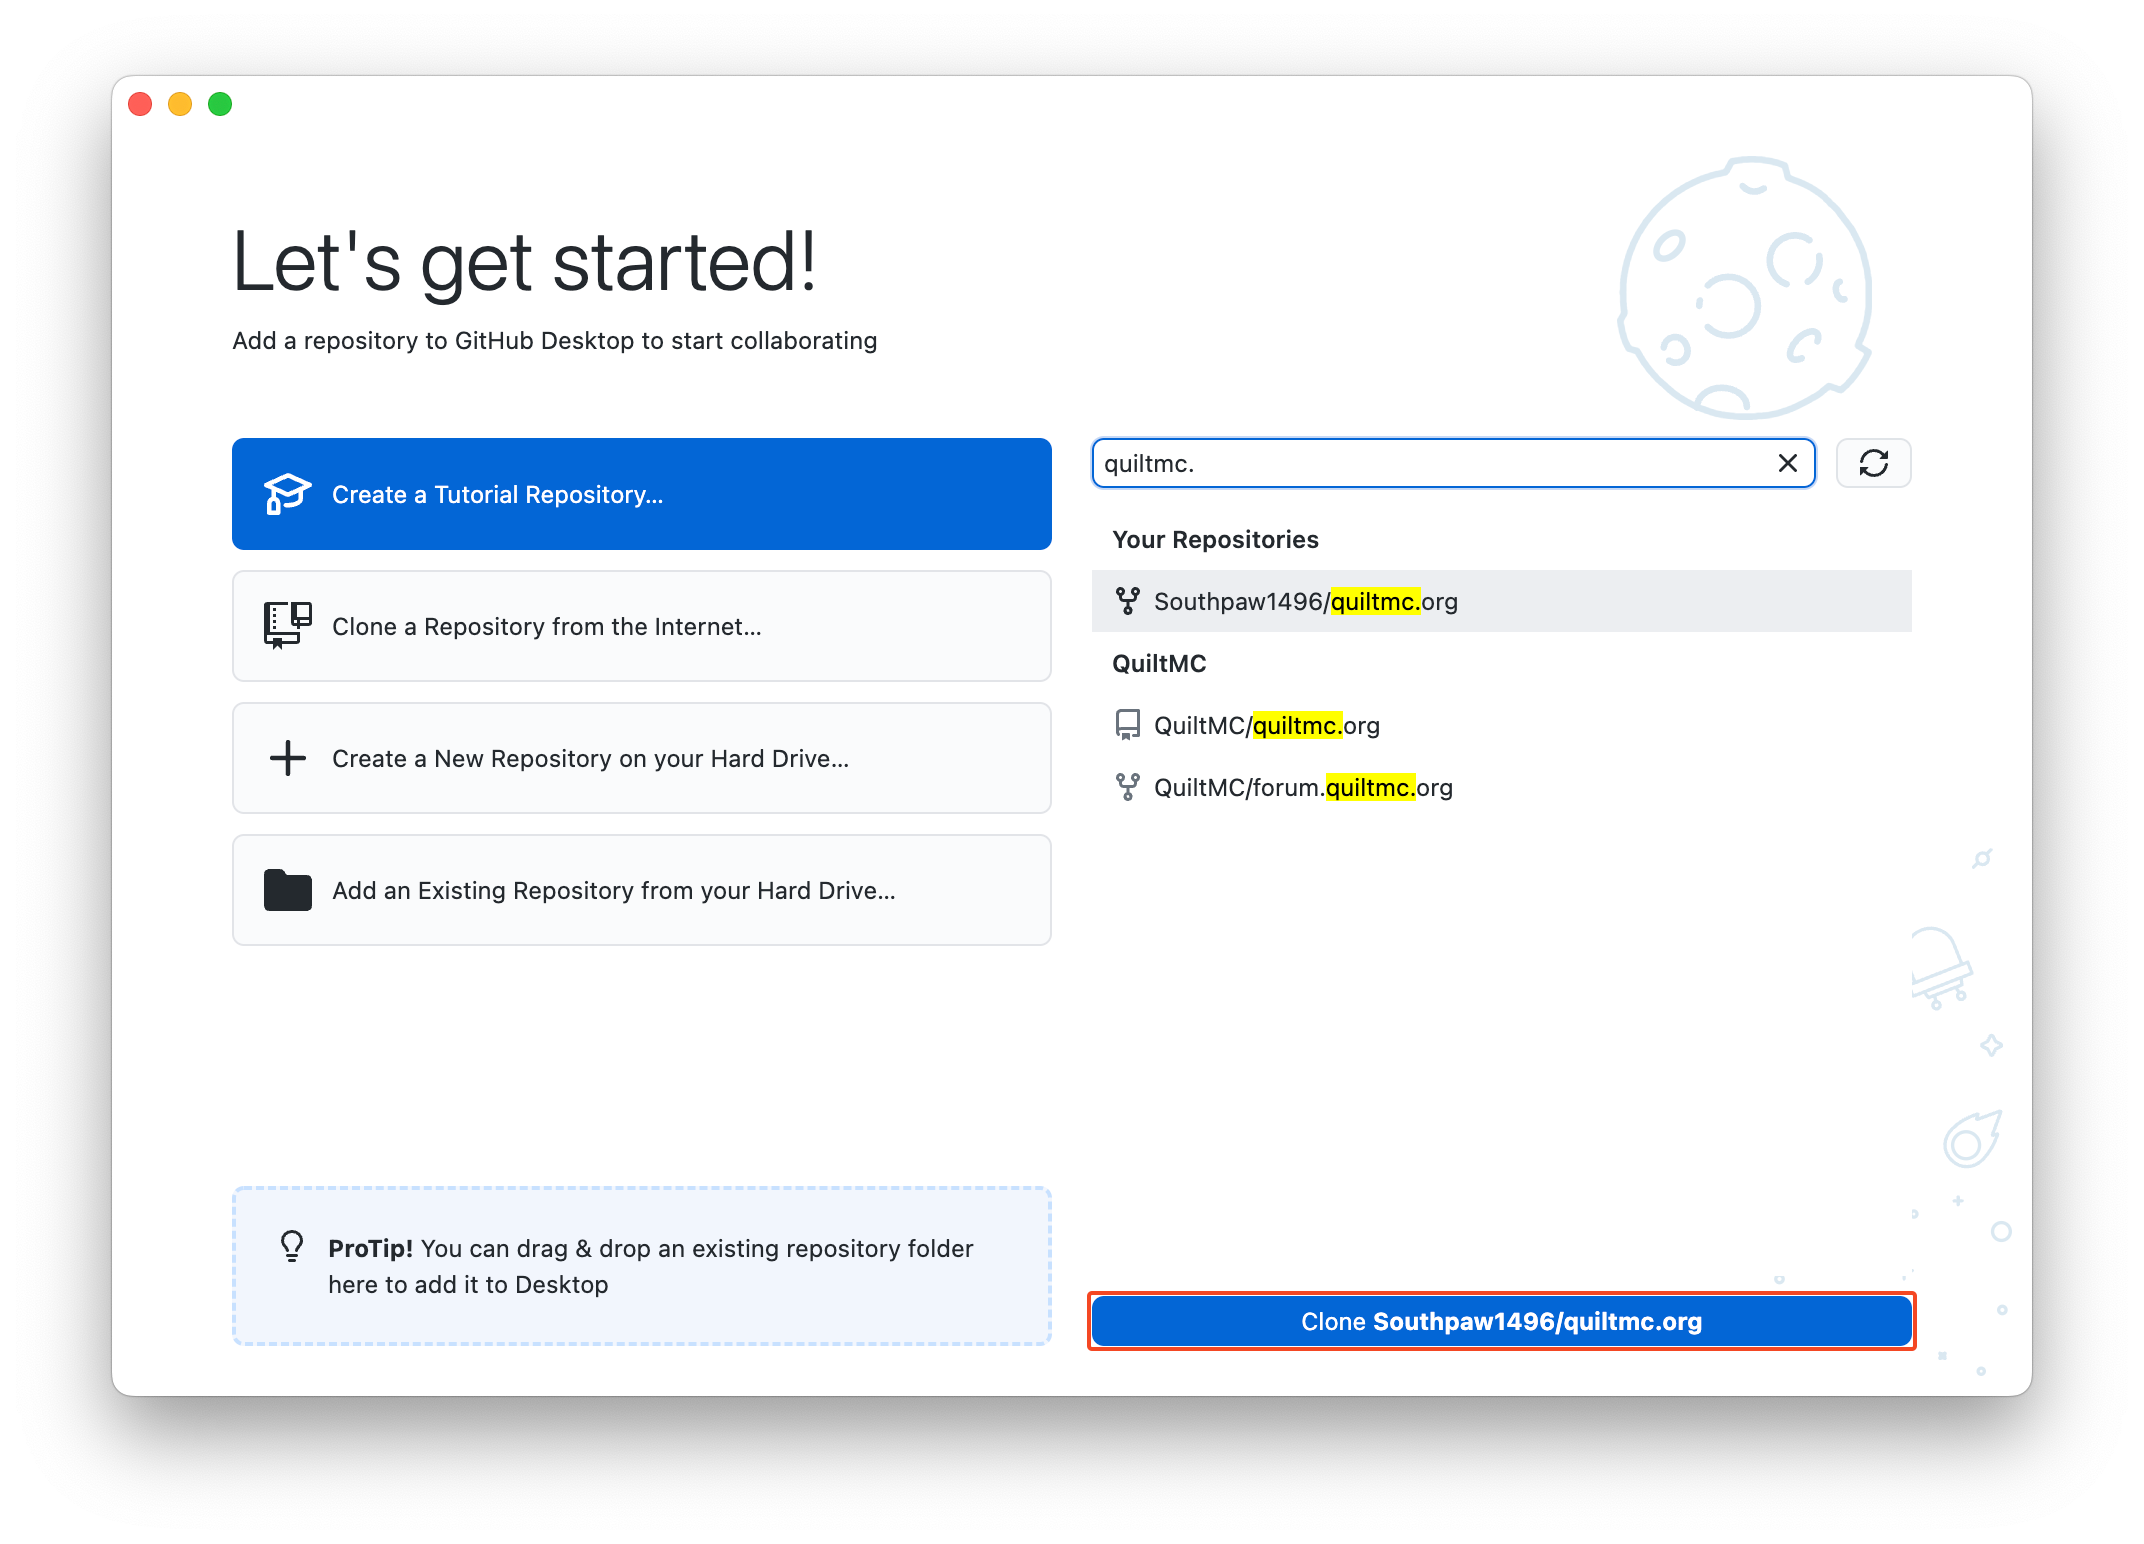 Let's get started!
Add a repository to GitHub Desktop to start collaborating
Create a Tutorial Repository...
Clone a Repository from the Internet...
Create a New Repository on your Hard Drive...
Add an Existing Repository from your Hard Drive...
ProTip! You can drag & drop an existing repository folder
here to add it to Desktop
quiltmc.
Your Repositories
Southpaw1496/quiltmc.org
QuiltMC
QuiltMC/quiltmc.org
QuiltMC/forum.quiltmc.org
Clone Southpaw1496/quiltmc.org